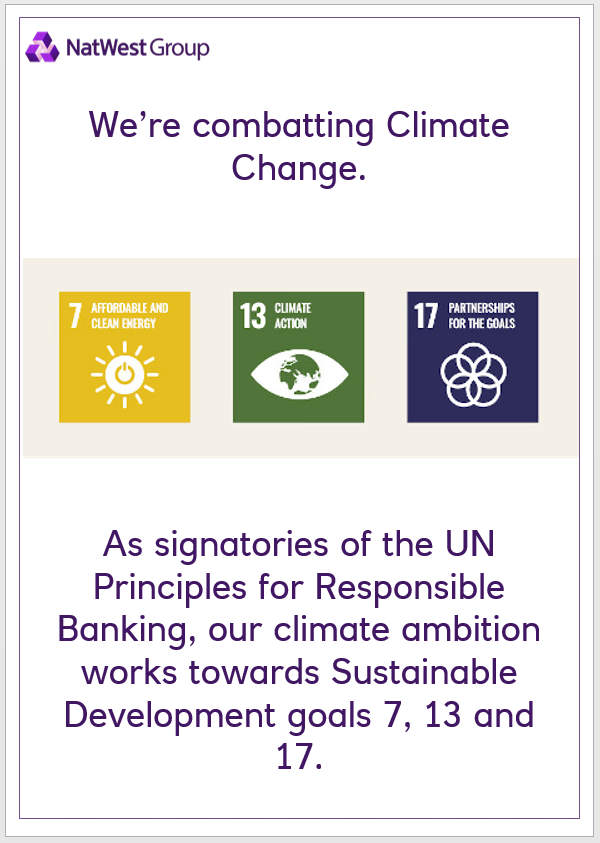 NatWest Group
We’re combatting Climate
Change.
7 AFFORDABLE AND
CLEAN ENERGY
13 CLIMATE
ACTION
17 PARTNERSHIPS
FOR THE GOALS
As signatories of the UN
Principles for Responsible
Banking, our climate ambition
works towards Sustainable
Development goals 7, 13 and
17.